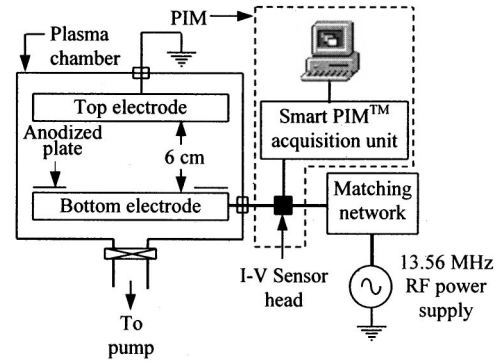 PIM
Plasma
chamber
Top electrode
Anodized
plate
6 cm
Bottom electrode
Smart PIM™
acquisition unit
Matching
network
I-V Sensor
head
13.56 MHz
RF power
supply
To
pump